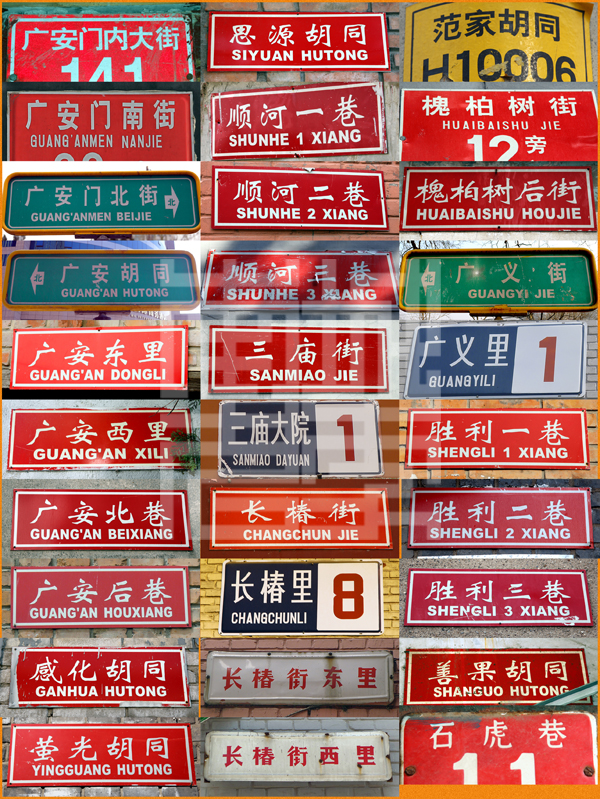 广安门内大街
141
广安门南街
GUANG'ANMEN NANJIE
广安门北街
北
GUANG'ANMEN BEIJIE
北
广安胡同
GUANG'AN HUTONG
广安东里
GUANG'AN DONGLI
广安西里
GUANG'AN XILI
广安北巷
GUANG'AN BEIXIANG
广安后巷
GUANG'AN HOUXIANG
感化胡同
GANHUA HUTONG
萤光胡同
YINGGUANG HUTONG
思源胡同
SIYUAN HUTONG
顺河一巷
SHUNHE 1 XIANG
顺河二巷
SHUNHE 2 XIANG
顺河三巷
SHUNHE 3 XIANG
三庙街
SANMIAO JIE
三庙大院
SANMIAO DAYUAN
1
长椿街
CHANGCHUN JIE
长椿里
CHANGCHUNLI
8
长椿街东里
长椿街西里
范家胡同
H10006
槐柏树街
HUAIBAISHU JIE
12旁
槐柏树后街
HUAIBAISHU HOUJIE
北
广义街
GUANGYI JIE
广义里
GUANGYILI
1
胜利一巷
SHENGLI 1 XIANG
胜利二巷
SHENGLI 2 XIANG
胜利三巷
SHENGLI 3 XIANG
善果胡同
SHANGUO HUTONG
石虎巷
11